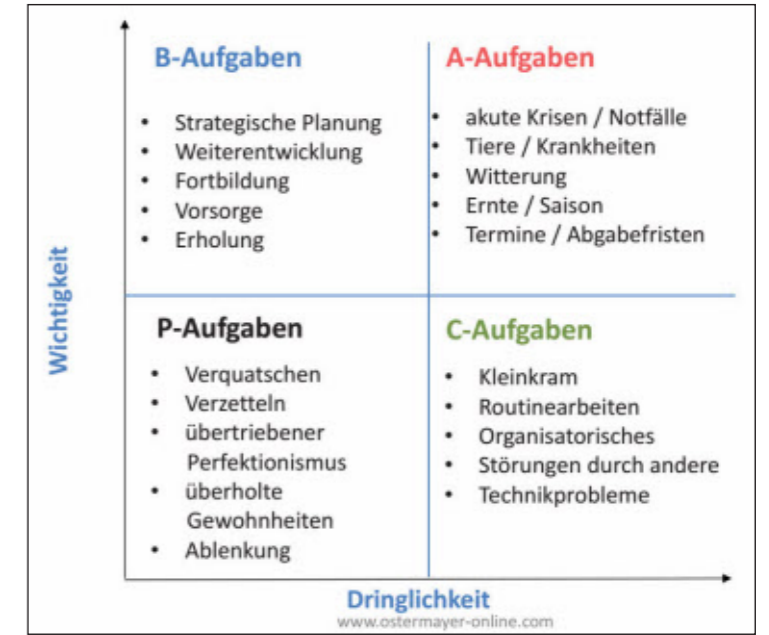 B-Aufgaben
• Strategische Planung
• Weiterentwicklung
• Fortbildung
• Vorsorge
• Erholung
A-Aufgaben
• akute Krisen / Notfälle
• Tiere / Krankheiten
• Witterung
• Ernte / Saison
• Termine / Abgabefristen
Wichtigkeit
P-Aufgaben
• Verquatschen
• Verzetteln
• übertriebener
Perfektionismus
• überholte
Gewohnheiten
• Ablenkung
C-Aufgaben
• Kleinkram
• Routinearbeiten
• Organisatorisches
• Störungen durch andere
• Technikprobleme
Dringlichkeit
www.ostermayer-online.com